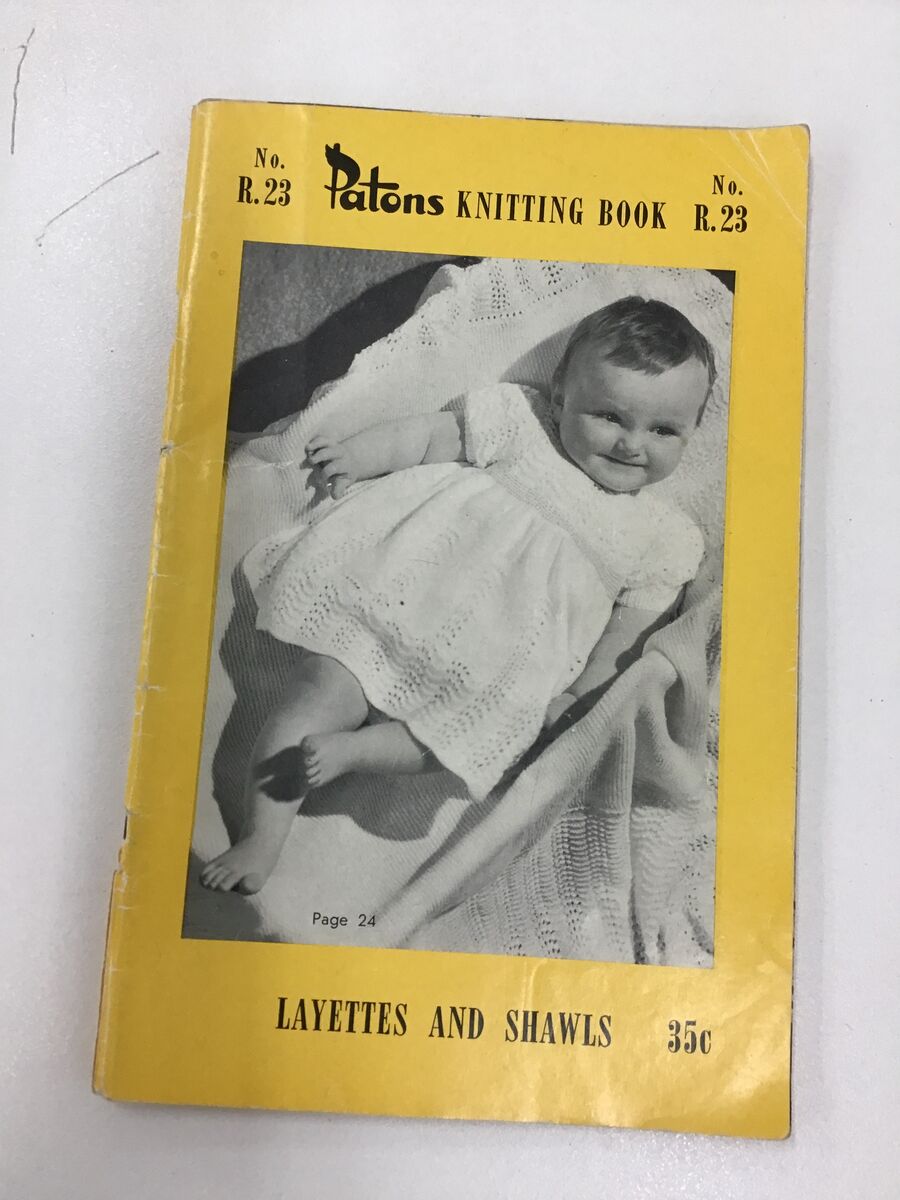 No. R.23
Patons KNITTING BOOK
No. R.23
Page 24
LAYETTES AND SHAWLS 35c